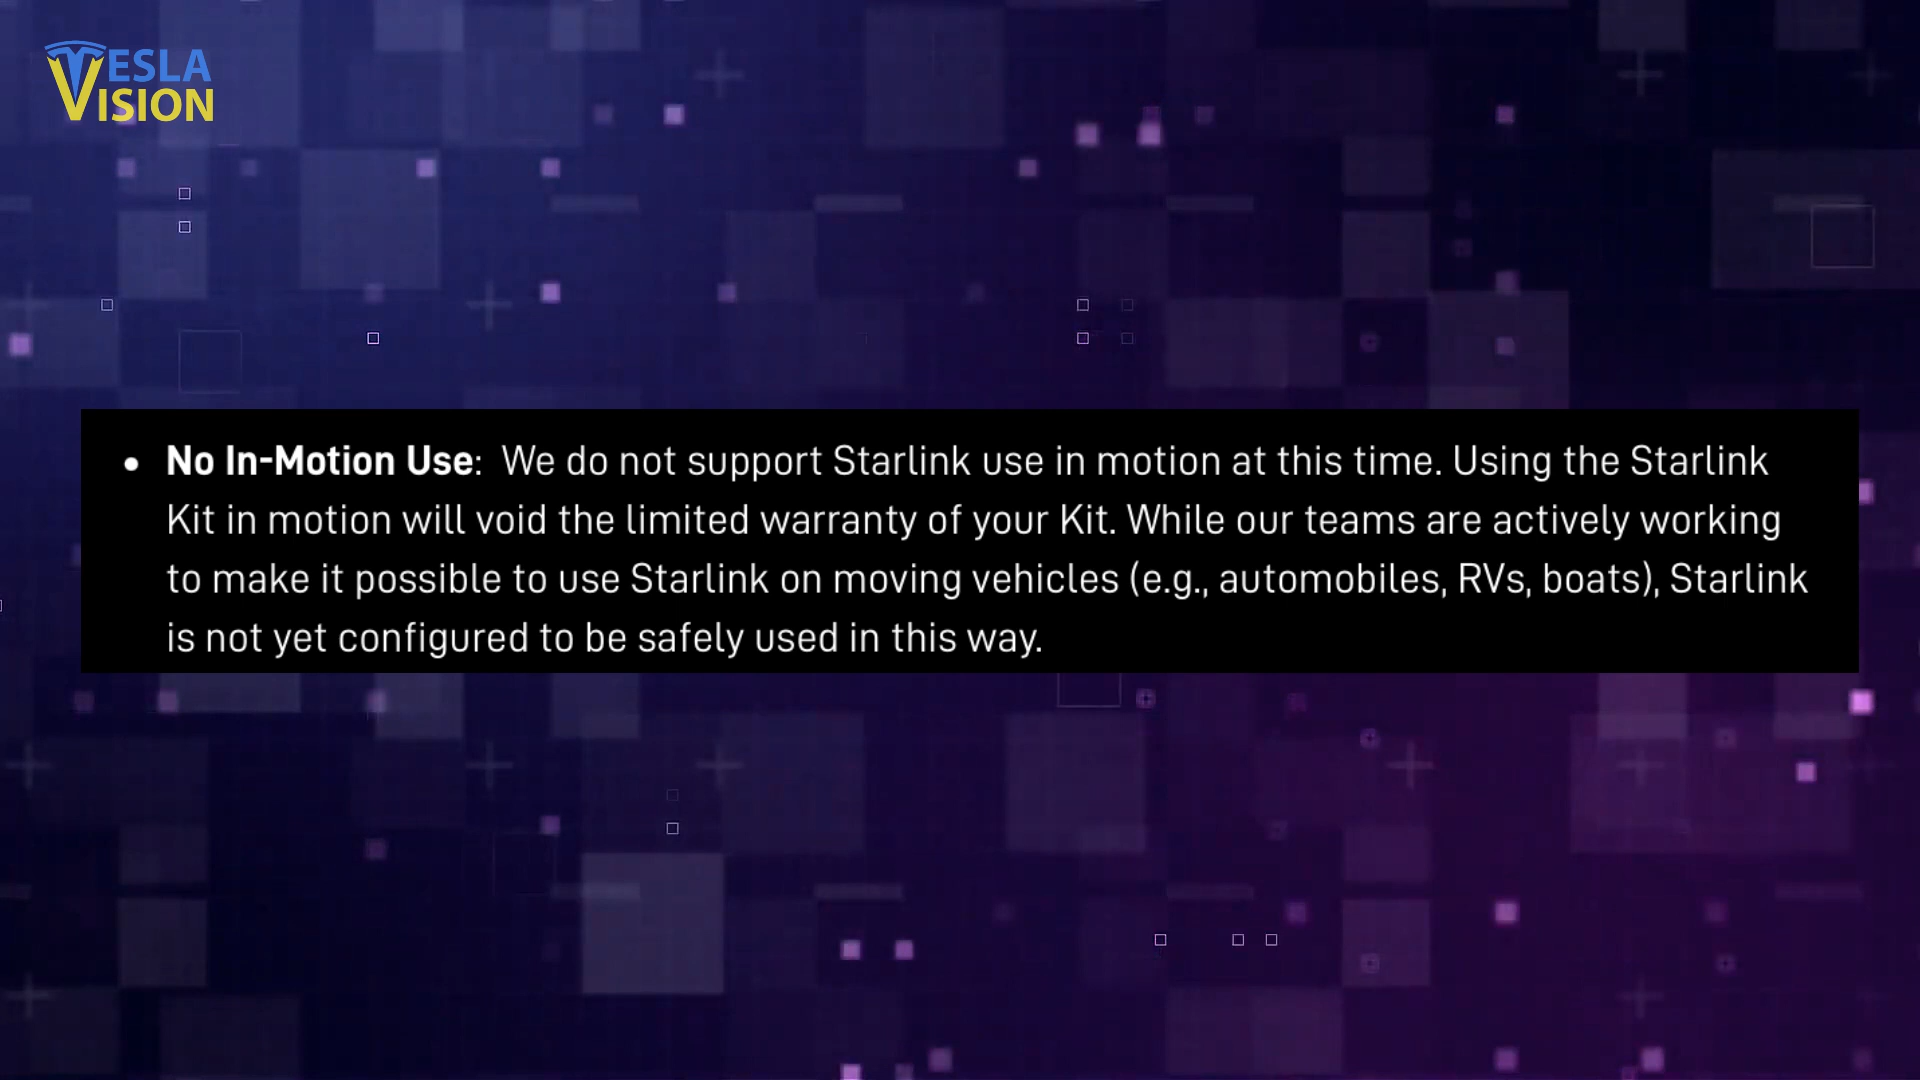 TESLA
VISION
• No In-Motion Use:  We do not support Starlink use in motion at this time. Using the Starlink
Kit in motion will void the limited warranty of your Kit. While our teams are actively working
to make it possible to use Starlink on moving vehicles (e.g., automobiles, RVs, boats), Starlink
is not yet configured to be safely used in this way.